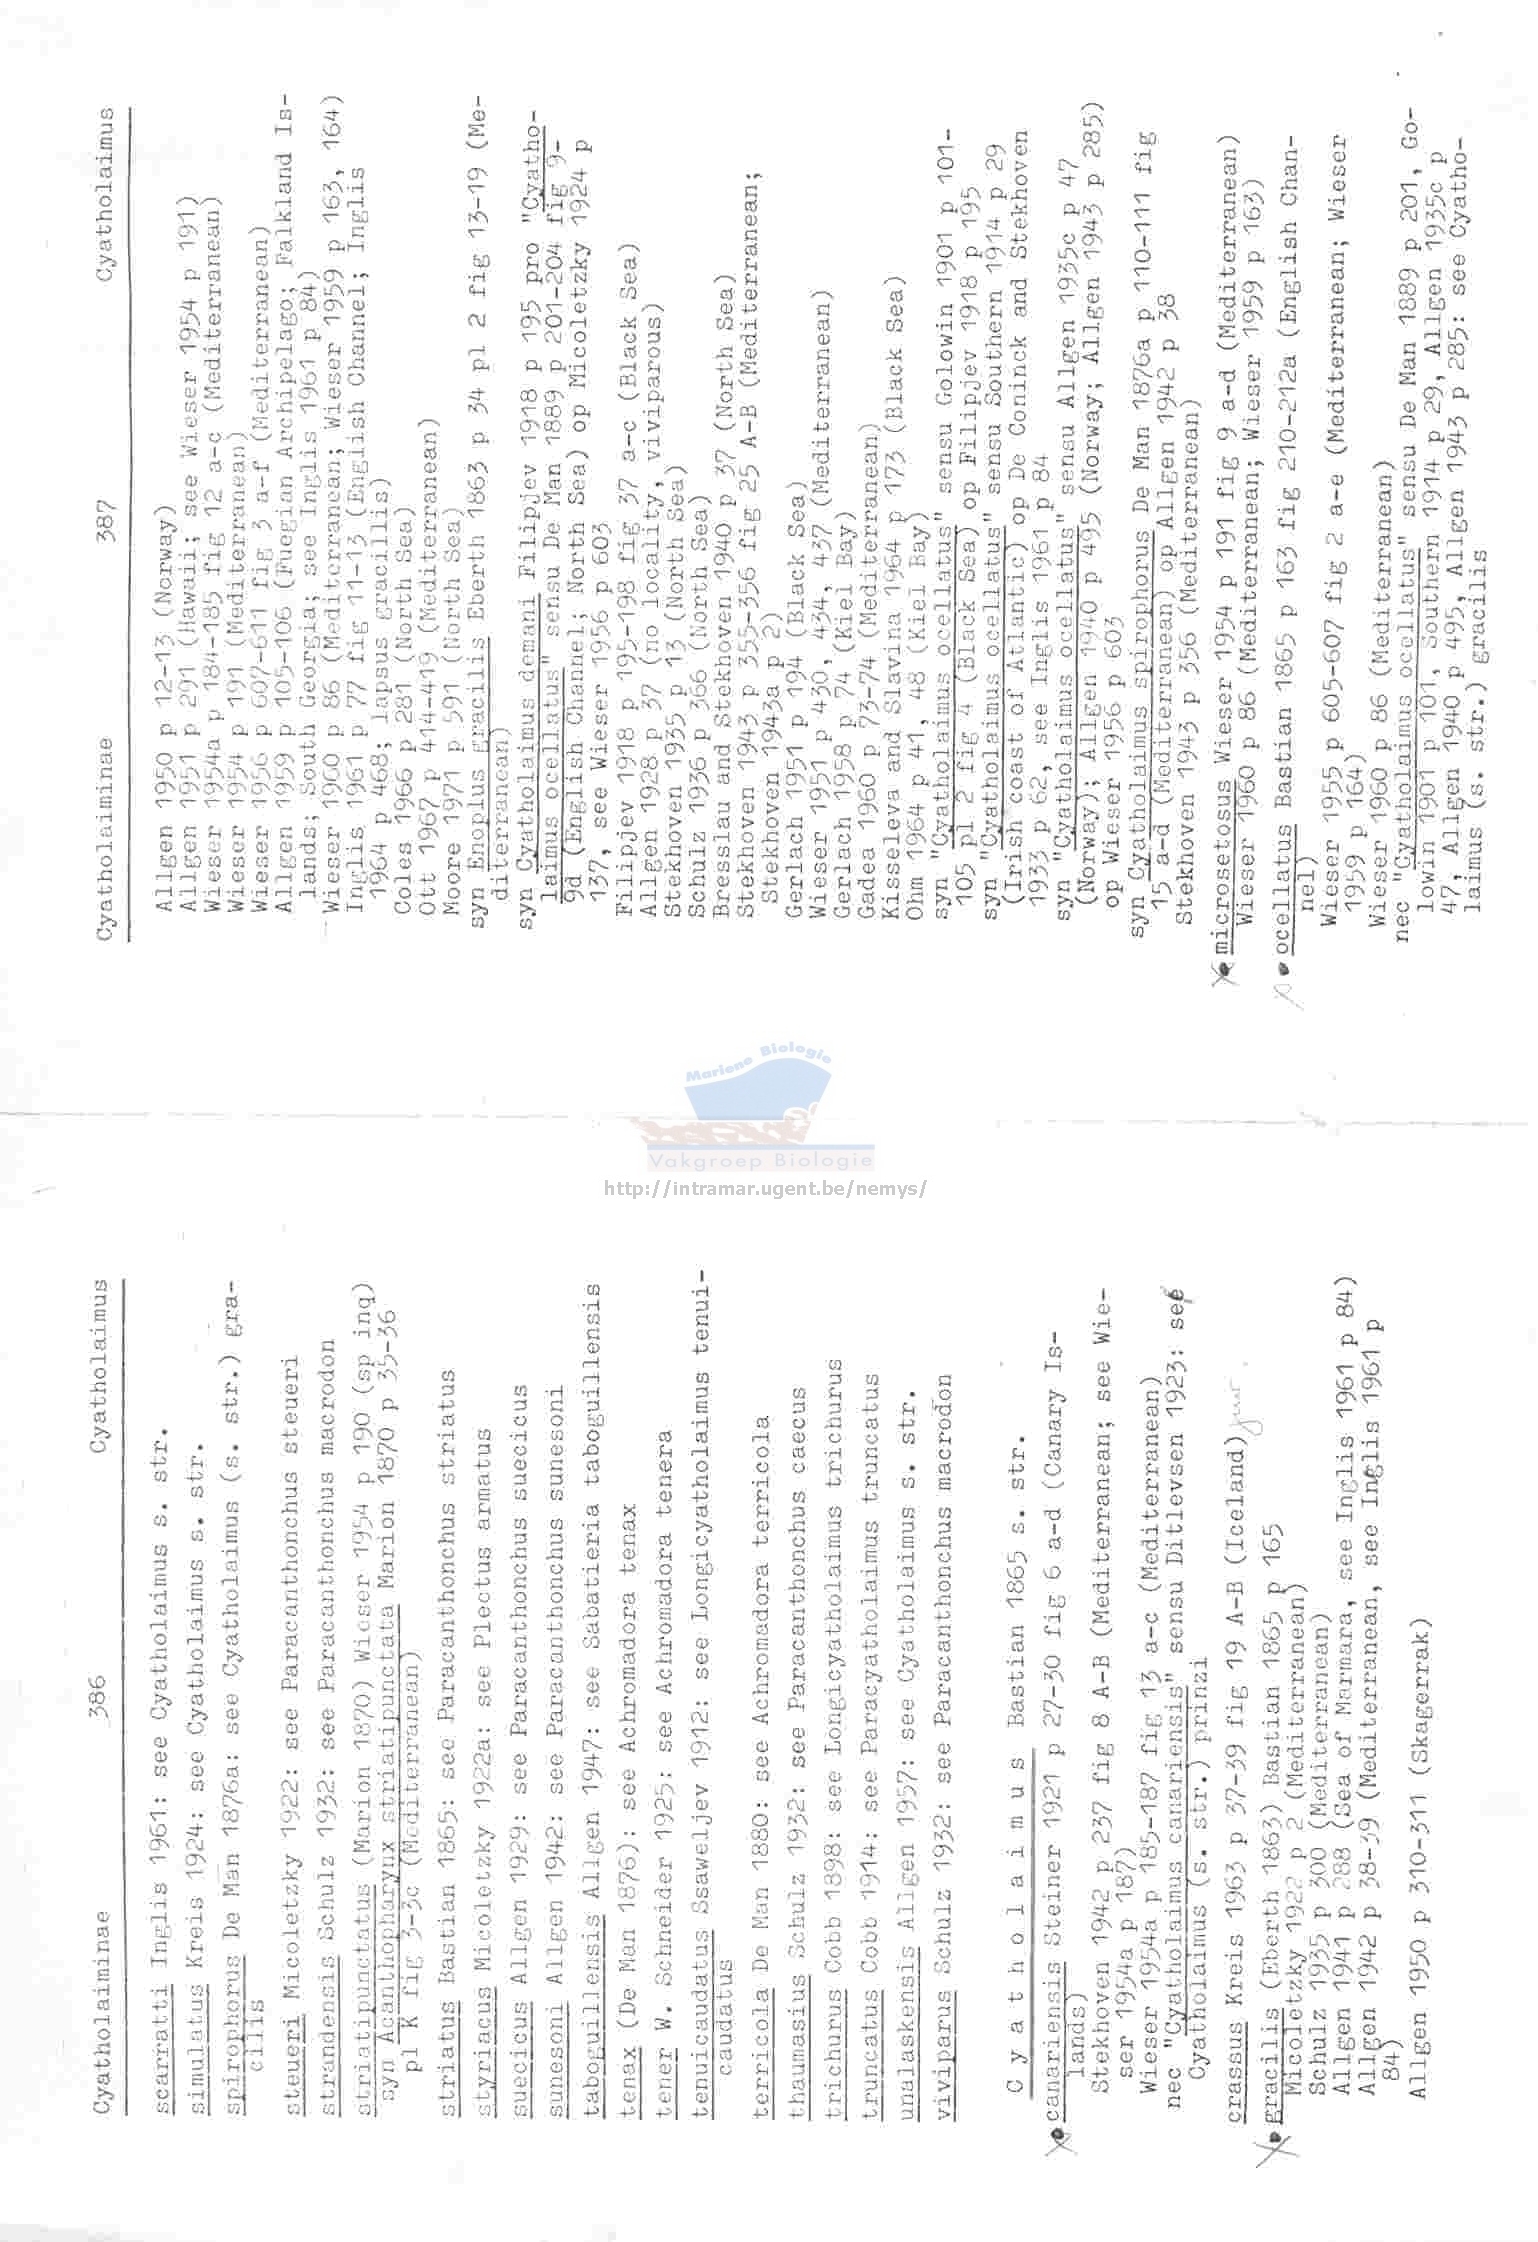 Cyatholaiminae 386 Cyatholaimus
scarrati Inglis 1961: see Cyatholaimus s. str.
simulatus Kreis 1924: see Cyatholaimus s. str.
spirophorus De Man 1876a: see Cyatholaimus (s. str.) gra-
cilis
steueri Micoletzky 1922: see Paracanthonchus steueri
strandensis Schulz 1932: see Paracanthonchus macrodon
striatipunctatus (Marion 1870) Wieser 1954 p 190 (sp inq)
syn Acanthopharynx striatipunctata Marion 1870 p 35-36
pl K fig 3-3c (Mediterranean)
striatus Bastian 1865: see Paracanthonchus striatus
styriacus Micoletzky 1922a: see Plectus armatus
suecicus Allgen 1929: see Paracanthonchus suecicus
sunesoni Allgen 1942: see Paracanthonchus sunesoni
taboguillensis Allgen 1947: see Sabatieria taboguillensis
tenax (De Man 1876): see Achromadora tenax
tener W. Schneider 1925: see Achromadora tenera
tenuicaudatus Ssaweljev 1912: see Longicyatholaimus tenui-
caudatus
terricola De Man 1880: see Achromadora terricola
thaumasius Schulz 1932: see Paracanthonchus caecus
trichurus Cobb 1898: see Longicyatholaimus trichurus
truncatus Cobb 1914: see Paracyatholaimus truncatus
unalaskensis Allgen 1957: see Cyatholaimus s. str.
viviparus Schulz 1932: see Paracanthonchus macrodon
C y a t h o l a i m u s Bastian 1865 s. str.
canariensis Steiner 1921 p 27-30 fig 6 a-d (Canary Is-
lands)
Stekhoven 1942 p 237 fig 8 A-B (Mediterranean; see Wie-
ser 1954a p 187)
Wieser 1954a p 185-187 fig 13 a-c (Mediterranean)
nec "Cyatholaimus canariensis" sensu Ditlevsen 1923: see
Cyatholaimus (s. str.) prinzi
crassus Kreis 1963 p 37-39 fig 19 A-B (Iceland)
gracilis (Eberth 1863) Bastian 1865 p 165
Micoletzky 1922 p 2 (Mediterranean)
Schulz 1935 p 300 (Mediterranean)
Allgen 1941 p 288 (Sea of Marmara, see Inglis 1961 p 84)
Allgen 1942 p 38-39 (Mediterranean, see Inglis 1961 p
84)
Allgen 1950 p 310-311 (Skagerrak)
Cyatholaiminae 387 Cyatholaimus
Allgen 1950 p 12-13 (Norway)
Allgen 1951 p 291 (Hawaii; see Wieser 1954 p 191)
Wieser 1954a p 184-185 fig 12 a-c (Mediterranean)
Wieser 1954 p 191 (Mediterranean)
Wieser 1956 p 607-611 fig 3 a-f (Mediterranean)
Allgen 1959 p 105-106 (Fuegian Archipelago; Falkland Is-
lands; South Georgia; see Inglis 1961 p 84)
Wieser 1960 p 86 (Mediterranean; Wieser 1959 p 163, 164)
Inglis 1961 p 77 fig 11-13 (English Channel; Inglis
1964 p 468; lapsus gracillis)
Coles 1966 p 281 (North Sea)
Ott 1967 p 414-419 (Mediterranean)
Moore 1971 p 591 (North Sea)
syn Enoplus gracilis Eberth 1863 p 34 pl 2 fig 13-19 (Me-
diterranean)
syn Cyatholaimus demani Filipjev 1918 p 195 pro "Cyatho-
laimus ocellatus" sensu De Man 1889 p 201-204 fig 9-
9d (English Channel; North Sea) op Micoletzky 1924 p
137, see Wieser 1956 p 603
Filipjev 1918 p 195-198 fig 37 a-c (Black Sea)
Allgen 1928 p 37 (no locality, viviparous)
Stekhoven 1935 p 13 (North Sea)
Schulz 1936 p 366 (North Sea)
Bresslau and Stekhoven 1940 p 37 (North Sea)
Stekhoven 1943 p 355-356 fig 25 A-B (Mediterranean;
Stekhoven 1943a p 2)
Gerlach 1951 p 194 (Black Sea)
Wieser 1951 p 430, 434, 437 (Mediterranean)
Gerlach 1958 p 74 (Kiel Bay)
Gadea 1960 p 73-74 (Mediterranean)
Kisseleva and Slavina 1964 p 173 (Black Sea)
Ohm 1964 p 41, 48 (Kiel Bay)
syn "Cyatholaimus ocellatus" sensu Golowin 1901 p 101-
105 pl 2 fig 4 (Black Sea) op Filipjev 1918 p 195
syn "Cyatholaimus ocellatus" sensu Southern 1914 p 29
(Irish coast of Atlantic) op De Coninck and Stekhoven
1933 p 62, see Inglis 1961 p 84
syn "Cyatholaimus ocellatus" sensu Allgen 1935c p 47
(Norway); Allgen 1940 p 495 (Norway; Allgen 1943 p 285)
op Wieser 1956 p 603
syn Cyatholaimus spirophorus De Man 1876a p 110-111 fig
15 a-d (Mediterranean) op Allgen 1942 p 38
Stekhoven 1943 p 356 (Mediterranean)
microsetosus Wieser 1954 p 191 fig 9 a-d (Mediterranean)
Wieser 1960 p 86 (Mediterranean; Wieser 1959 p 163)
ocellatus Bastian 1865 p 163 fig 210-212a (English Chan-
nel)
Wieser 1955 p 605-607 fig 2 a-e (Mediterranean; Wieser
1959 p 164)
Wieser 1960 p 86 (Mediterranean)
nec "Cyatholaimus ocellatus" sensu De Man 1889 p 201, Go-
lowin 1901 p 101, Southern 1914 p 29, Allgen 1935c p
47, Allgen 1940 p 495, Allgen 1943 p 285: see Cyatho-
laimus (s. str.) gracilis
Mariene Biologie
Vakgroep Biologie
http://intramar.ugent.be/nemys/